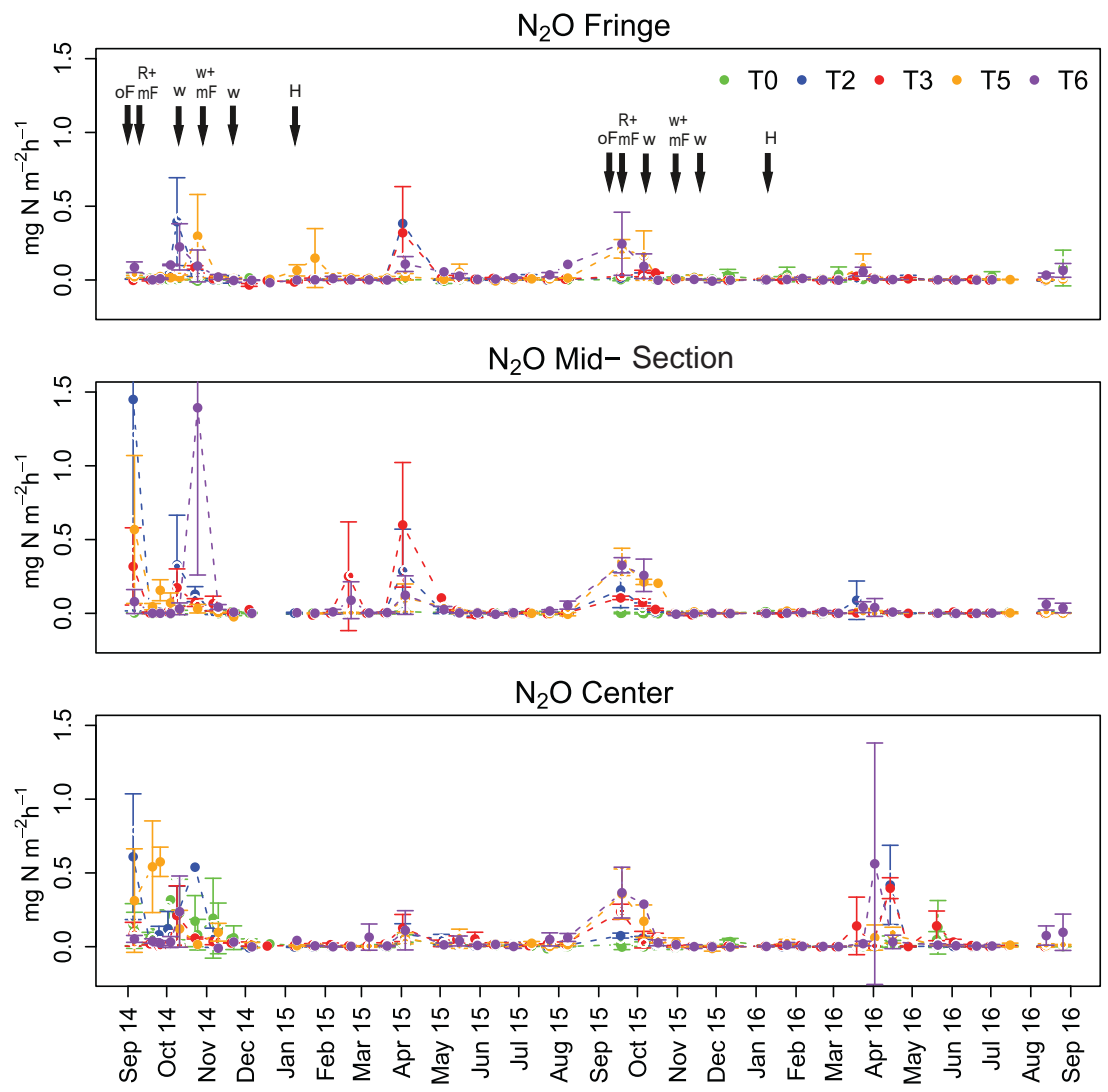 N₂O Fringe
1.5
1.0
0.5
0.0
mg N m⁻²h⁻¹
T0 T2 T3 T5 T6
oF R+ mF w w+ mF w H
oF R+ mF w w+ mF w H
N₂O Mid− Section
1.5
1.0
0.5
0.0
mg N m⁻²h⁻¹
N₂O Center
1.5
1.0
0.5
0.0
mg N m⁻²h⁻¹
Sep 14 Oct 14 Nov 14 Dec 14 Jan 15 Feb 15 Mar 15 Apr 15 May 15 Jun 15 Jul 15 Aug 15 Sep 15 Oct 15 Nov 15 Dec 15 Jan 16 Feb 16 Mar 16 Apr 16 May 16 Jun 16 Jul 16 Aug 16 Sep 16